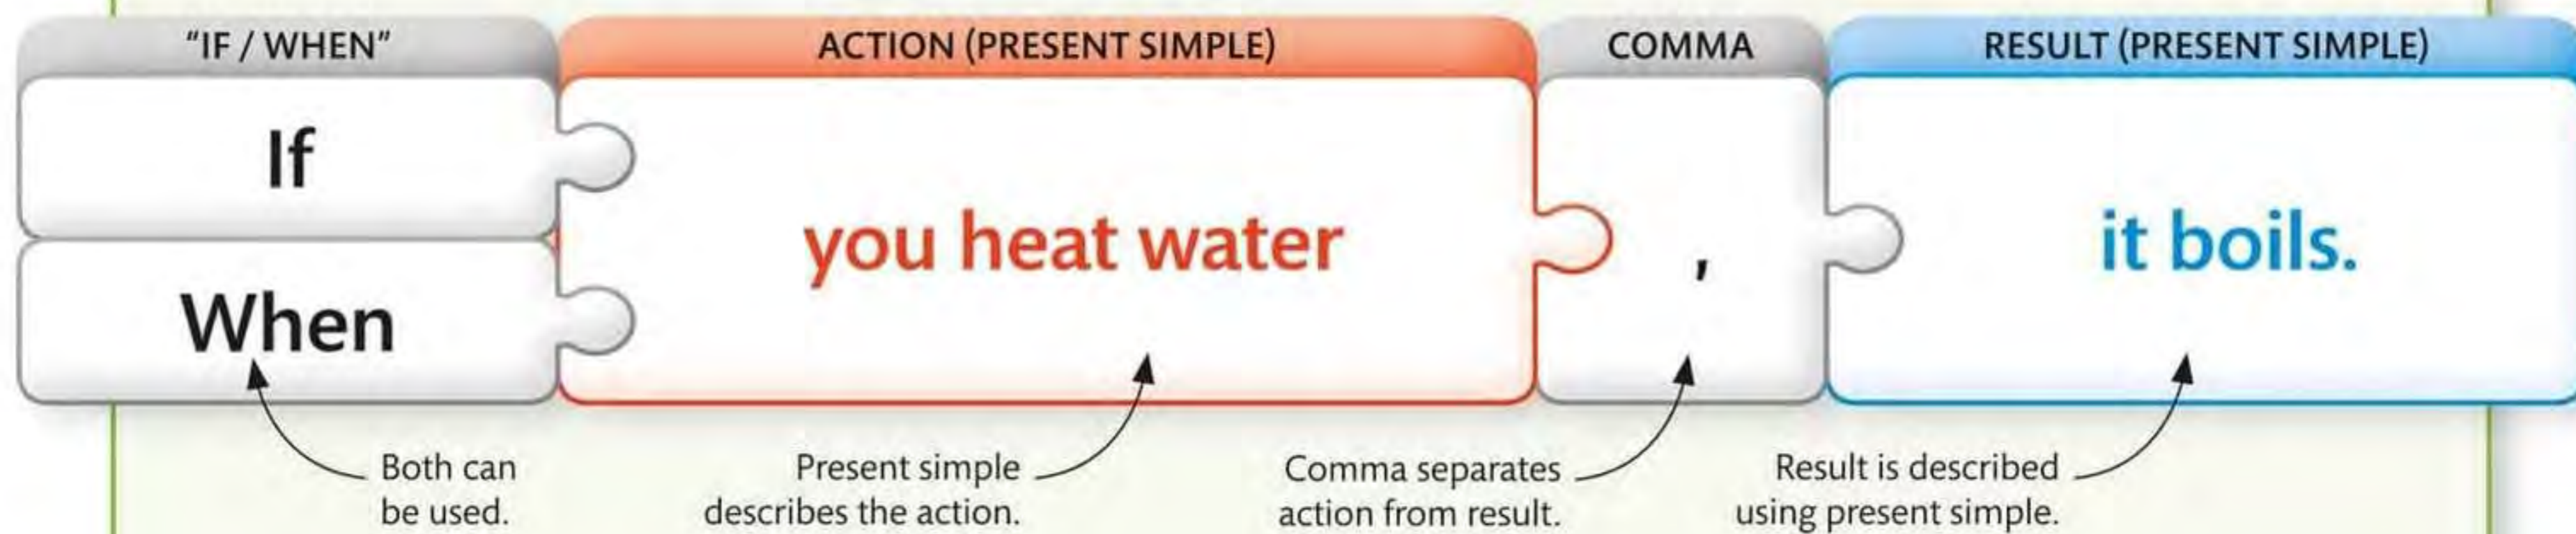 "IF / WHEN"
ACTION (PRESENT SIMPLE)
COMMA
RESULT (PRESENT SIMPLE)
If
When
you heat water
,
it boils.
Both can
be used.
Present simple
describes the action.
Comma separates
action from result.
Result is described
using present simple.